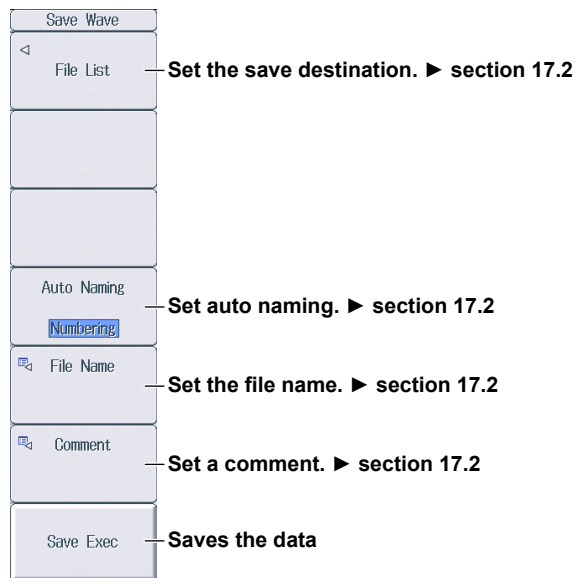 Save Wave
File List
Set the save destination. ► section 17.2
Auto Naming
Numbering
Set auto naming. ► section 17.2
File Name
Set the file name. ► section 17.2
Comment
Set a comment. ► section 17.2
Save Exec
Saves the data